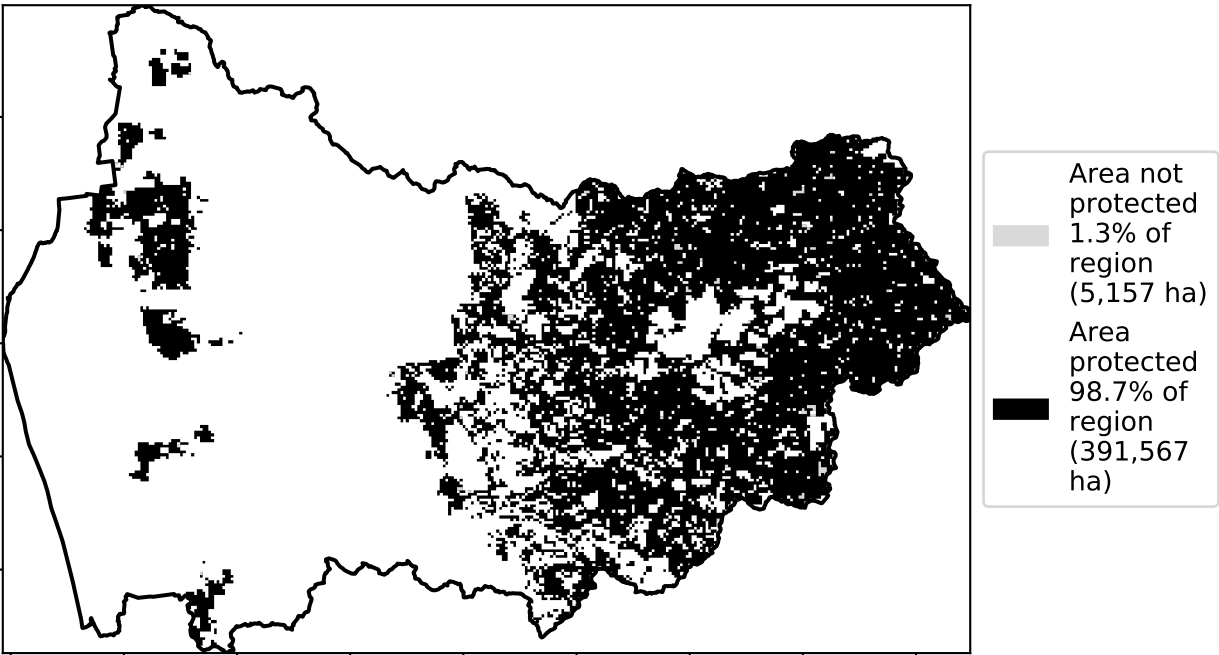 Area not
protected
1.3% of
region
(5,157 ha)
Area
protected
98.7% of
region
(391,567
ha)